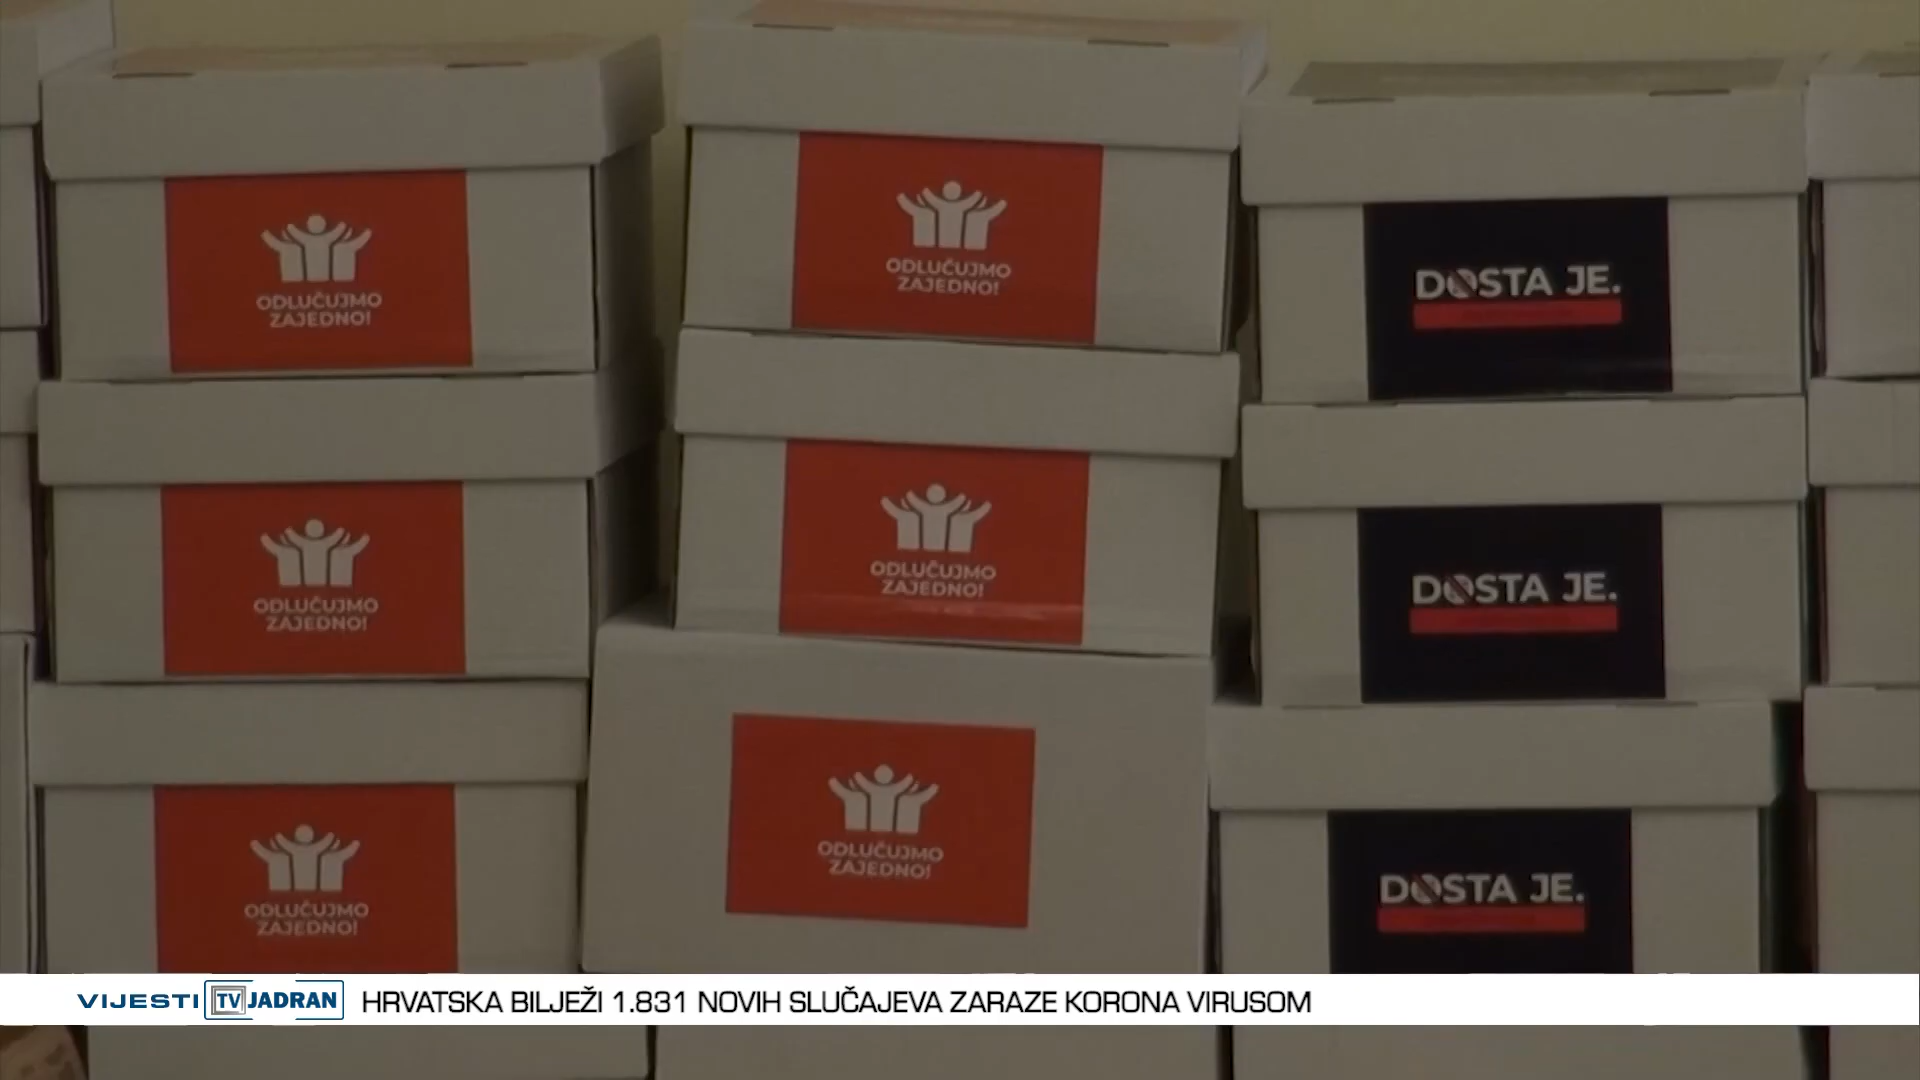 ODLUČUJMO
ZAJEDNO!
ODLUČUJMO
ZAJEDNO!
DOSTA JE.
ODLUČUJMO
ZAJEDNO!
ODLUČUJMO
ZAJEDNO!
DOSTA JE.
ODLUČUJMO
ZAJEDNO!
ODLUČUJMO
ZAJEDNO!
DOSTA JE.
VIJESTI TV JADRAN HRVATSKA BILJEŽI 1.831 NOVIH SLUČAJEVA ZARAZE KORONA VIRUSOM